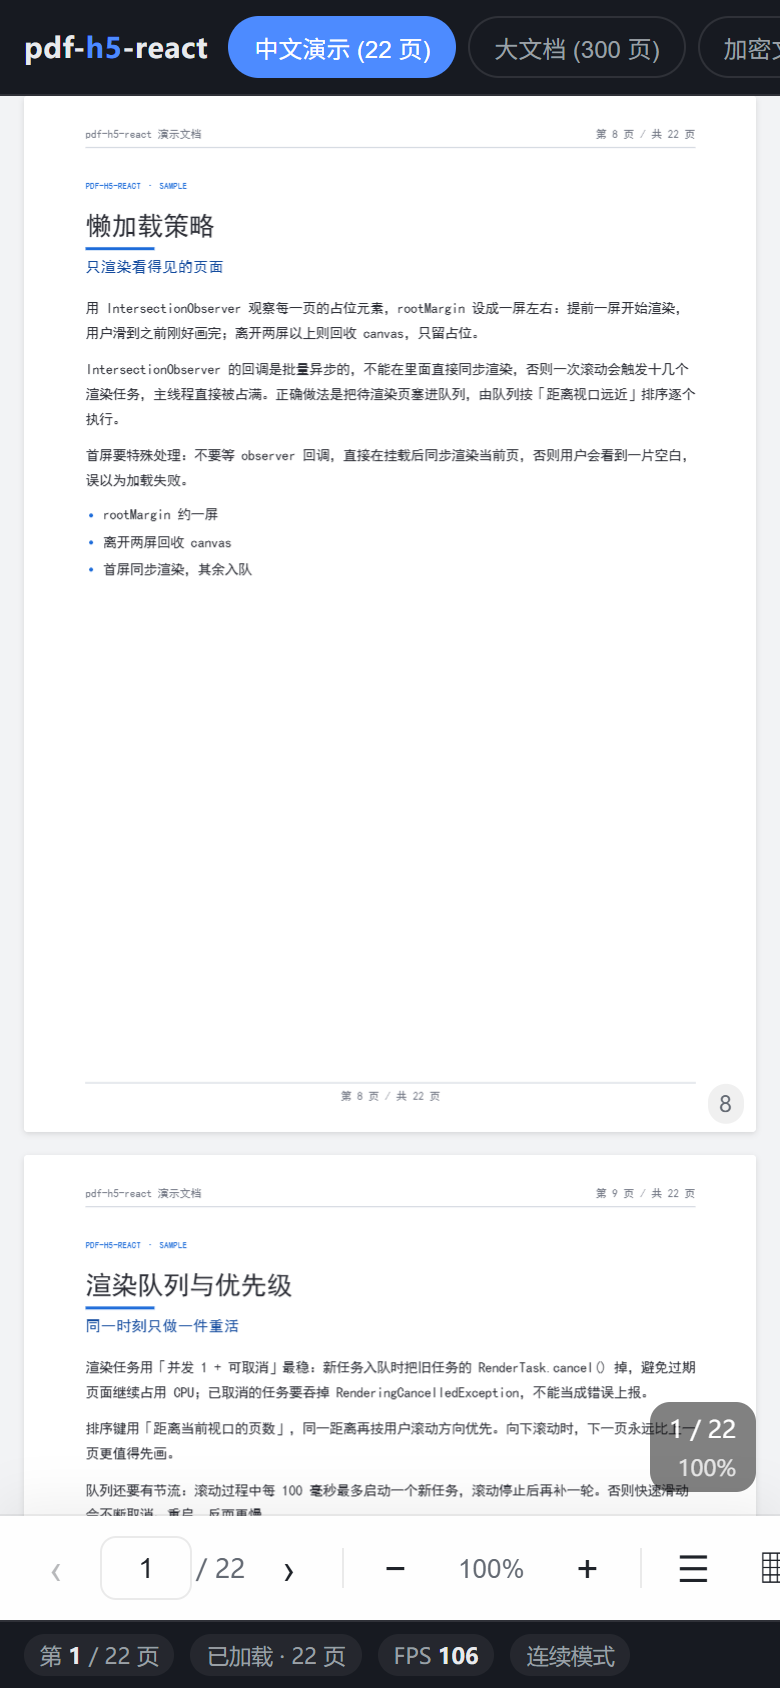 pdf-h5-react 中文演示 (22 页) 大文档 (300 页) 加密
pdf-h5-react 演示文档 第 8 页 / 共 22 页
PDF-H5-REACT · SAMPLE
懒加载策略
只渲染看得见的页面
用 IntersectionObserver 观察每一页的占位元素，rootMargin 设成一屏左右：提前一屏开始渲染，
用户滑到之前刚好画完；离开两屏以上则回收 canvas，只留占位。
IntersectionObserver 的回调是批量异步的，不能在里面直接同步渲染，否则一次滚动会触发十几个
渲染任务，主线程直接被占满。正确做法是把待渲染页塞进队列，由队列按「距离视口远近」排序逐个
执行。
首屏要特殊处理：不要等 observer 回调，直接在挂载后同步渲染当前页，否则用户会看到一片空白，
误以为加载失败。
• rootMargin 约一屏
• 离开两屏回收 canvas
• 首屏同步渲染，其余入队
第 8 页 / 共 22 页
8
pdf-h5-react 演示文档 第 9 页 / 共 22 页
PDF-H5-REACT · SAMPLE
渲染队列与优先级
同一时刻只做一件重活
渲染任务用「并发 1 + 可取消」最稳：新任务入队时把旧任务的 RenderTask.cancel() 掉，避免过期
页面继续占用 CPU；已取消的任务要吞掉 RenderingCancelledException，不能当成错误上报。
排序键用「距离当前视口的页数」，同一距离再按用户滚动方向优先。向下滚动时，下一页永远比上一
页更值得先画。
队列还要有节流：滚动过程中每 100 毫秒最多启动一个新任务，滚动停止后再补一轮。否则快速滑动
会不断取消、重启，反而更慢。
1 / 22
100%
‹ 1 / 22 › − 100% +
第 1 / 22 页 已加载 · 22 页 FPS 106 连续模式